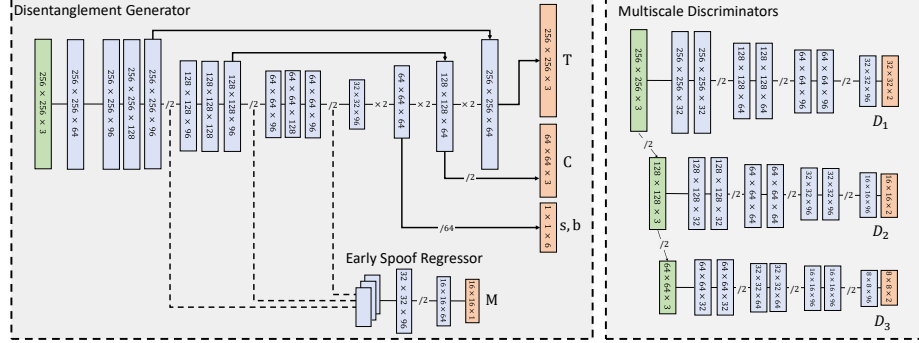 Disentanglement Generator
256 × 256 × 3
256 × 256 × 64
256 × 256 × 96
256 × 256 × 128
256 × 256 × 96
/2
128 × 128 × 96
128 × 128 × 128
128 × 128 × 96
/2
64 × 64 × 96
64 × 64 × 128
64 × 64 × 96
/2
32 × 32 × 96
× 2
64 × 64 × 64
× 2
128 × 128 × 64
× 2
256 × 256 × 64
256 × 256 × 3
T
/2
64 × 64 × 3
C
/64
1 × 1 × 6
s, b
Early Spoof Regressor
32 × 32 × 96
/2
16 × 16 × 64
16 × 16 × 1
M
Multiscale Discriminators
256 × 256 × 3
256 × 256 × 32
256 × 256 × 32
/2
128 × 128 × 64
128 × 128 × 64
/2
64 × 64 × 96
64 × 64 × 96
/2
32 × 32 × 96
32 × 32 × 2
D1
/2
128 × 128 × 3
128 × 128 × 32
128 × 128 × 32
/2
64 × 64 × 64
64 × 64 × 64
/2
32 × 32 × 96
32 × 32 × 96
/2
16 × 16 × 96
16 × 16 × 2
D2
/2
64 × 64 × 3
64 × 64 × 32
64 × 64 × 32
/2
32 × 32 × 64
32 × 32 × 64
/2
16 × 16 × 96
16 × 16 × 96
/2
8 × 8 × 96
8 × 8 × 2
D3